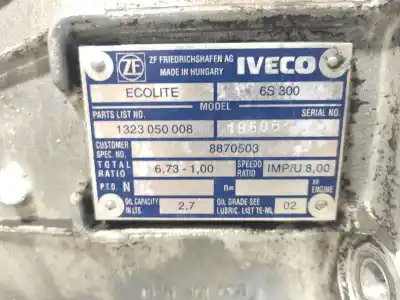 ZF FRIEDRICHSHAFEN AG
MADE IN HUNGARY
IVECO
ECOLITE 6S 300
MODEL
PARTS LIST NO. SERIAL NO.
1323 050 008
CUSTOMER SPEC. NO. 8870503
TOTAL RATIO 6,73-1,00 SPEEDO RATIO IMP/U 8,00
P.T.O. N n= x ENGINE
OIL CAPACITY IN LTS. 2,7 OIL GRADE SEE LUBRIC. LIST TE-ML 02